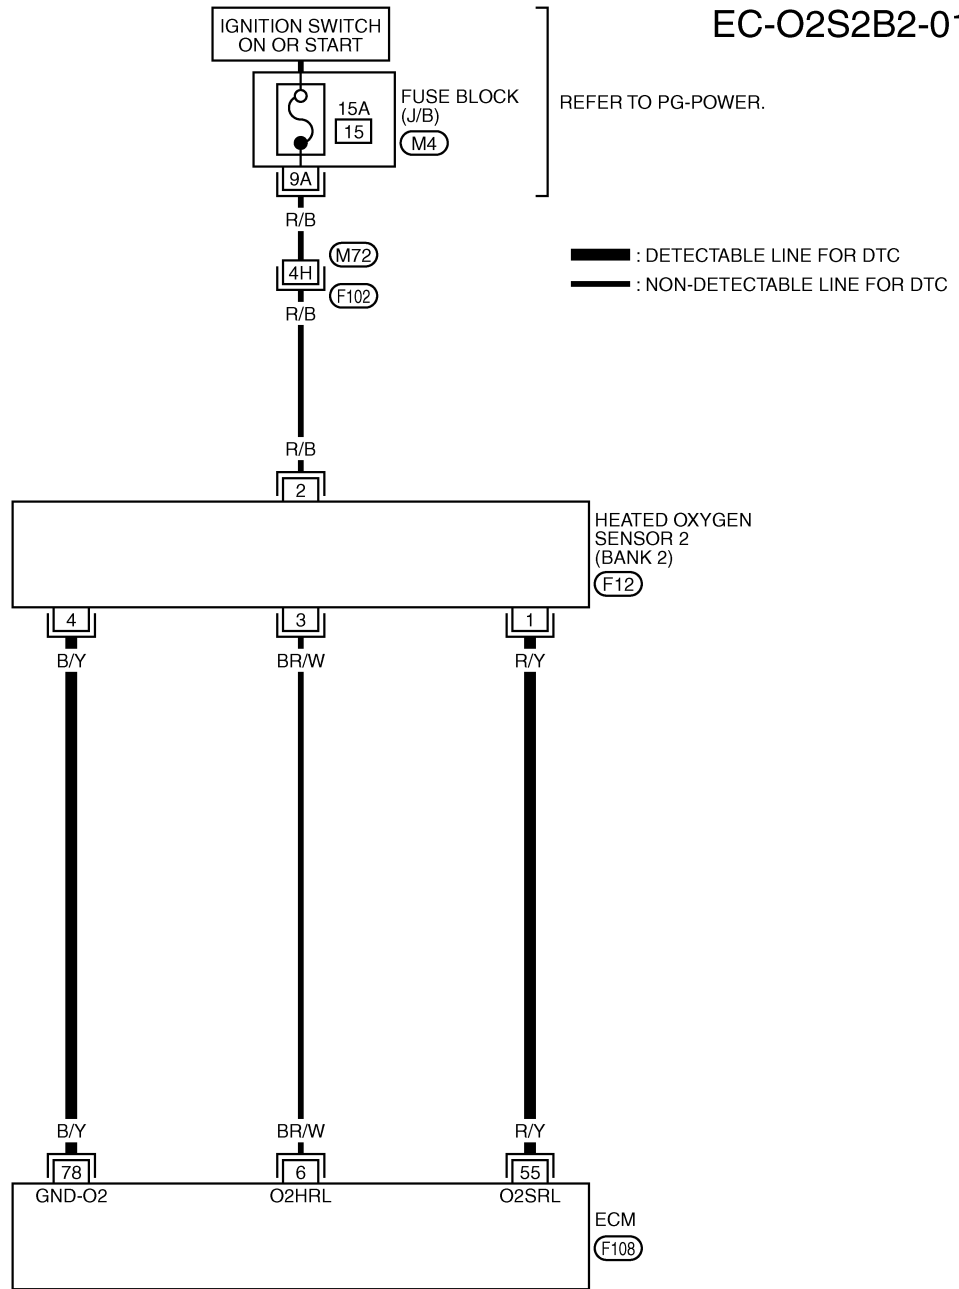 EC-O2S2B2-01
IGNITION SWITCH
ON OR START
FUSE BLOCK
(J/B)
15A
15
M4
REFER TO PG-POWER.
9A
R/B
M72
4H
F102
R/B
: DETECTABLE LINE FOR DTC
: NON-DETECTABLE LINE FOR DTC
R/B
2
HEATED OXYGEN
SENSOR 2
(BANK 2)
F12
4 3 1
B/Y BR/W R/Y
B/Y BR/W R/Y
78 6 55
GND-O2 O2HRL O2SRL
ECM
F108